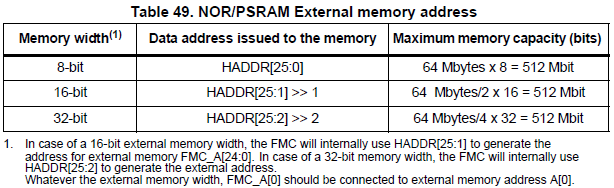 Table 49. NOR/PSRAM External memory address
Memory width(1) Data address issued to the memory Maximum memory capacity (bits)
8-bit HADDR[25:0] 64 Mbytes x 8 = 512 Mbit
16-bit HADDR[25:1] >> 1 64 Mbytes/2 x 16 = 512 Mbit
32-bit HADDR[25:2] >> 2 64 Mbytes/4 x 32 = 512 Mbit
1. In case of a 16-bit external memory width, the FMC will internally use HADDR[25:1] to generate the
address for external memory FMC_A[24:0]. In case of a 32-bit memory width, the FMC will internally use
HADDR[25:2] to generate the external address.
Whatever the external memory width, FMC_A[0] should be connected to external memory address A[0].